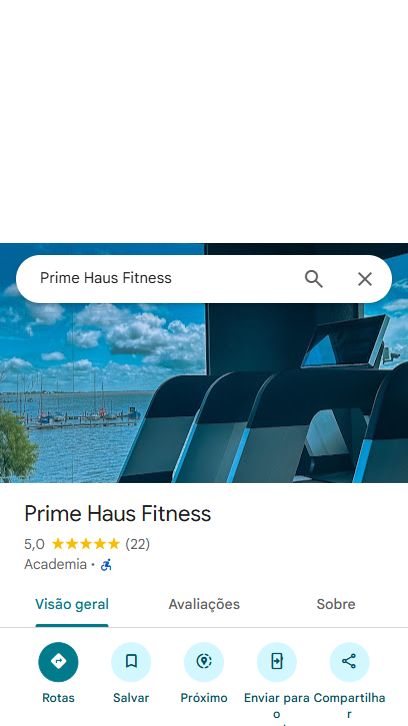 Prime Haus Fitness
Prime Haus Fitness
5,0 (22)
Academia ·
Visão geral Avaliações Sobre
Rotas Salvar Próximo Enviar para Compartilha
o r